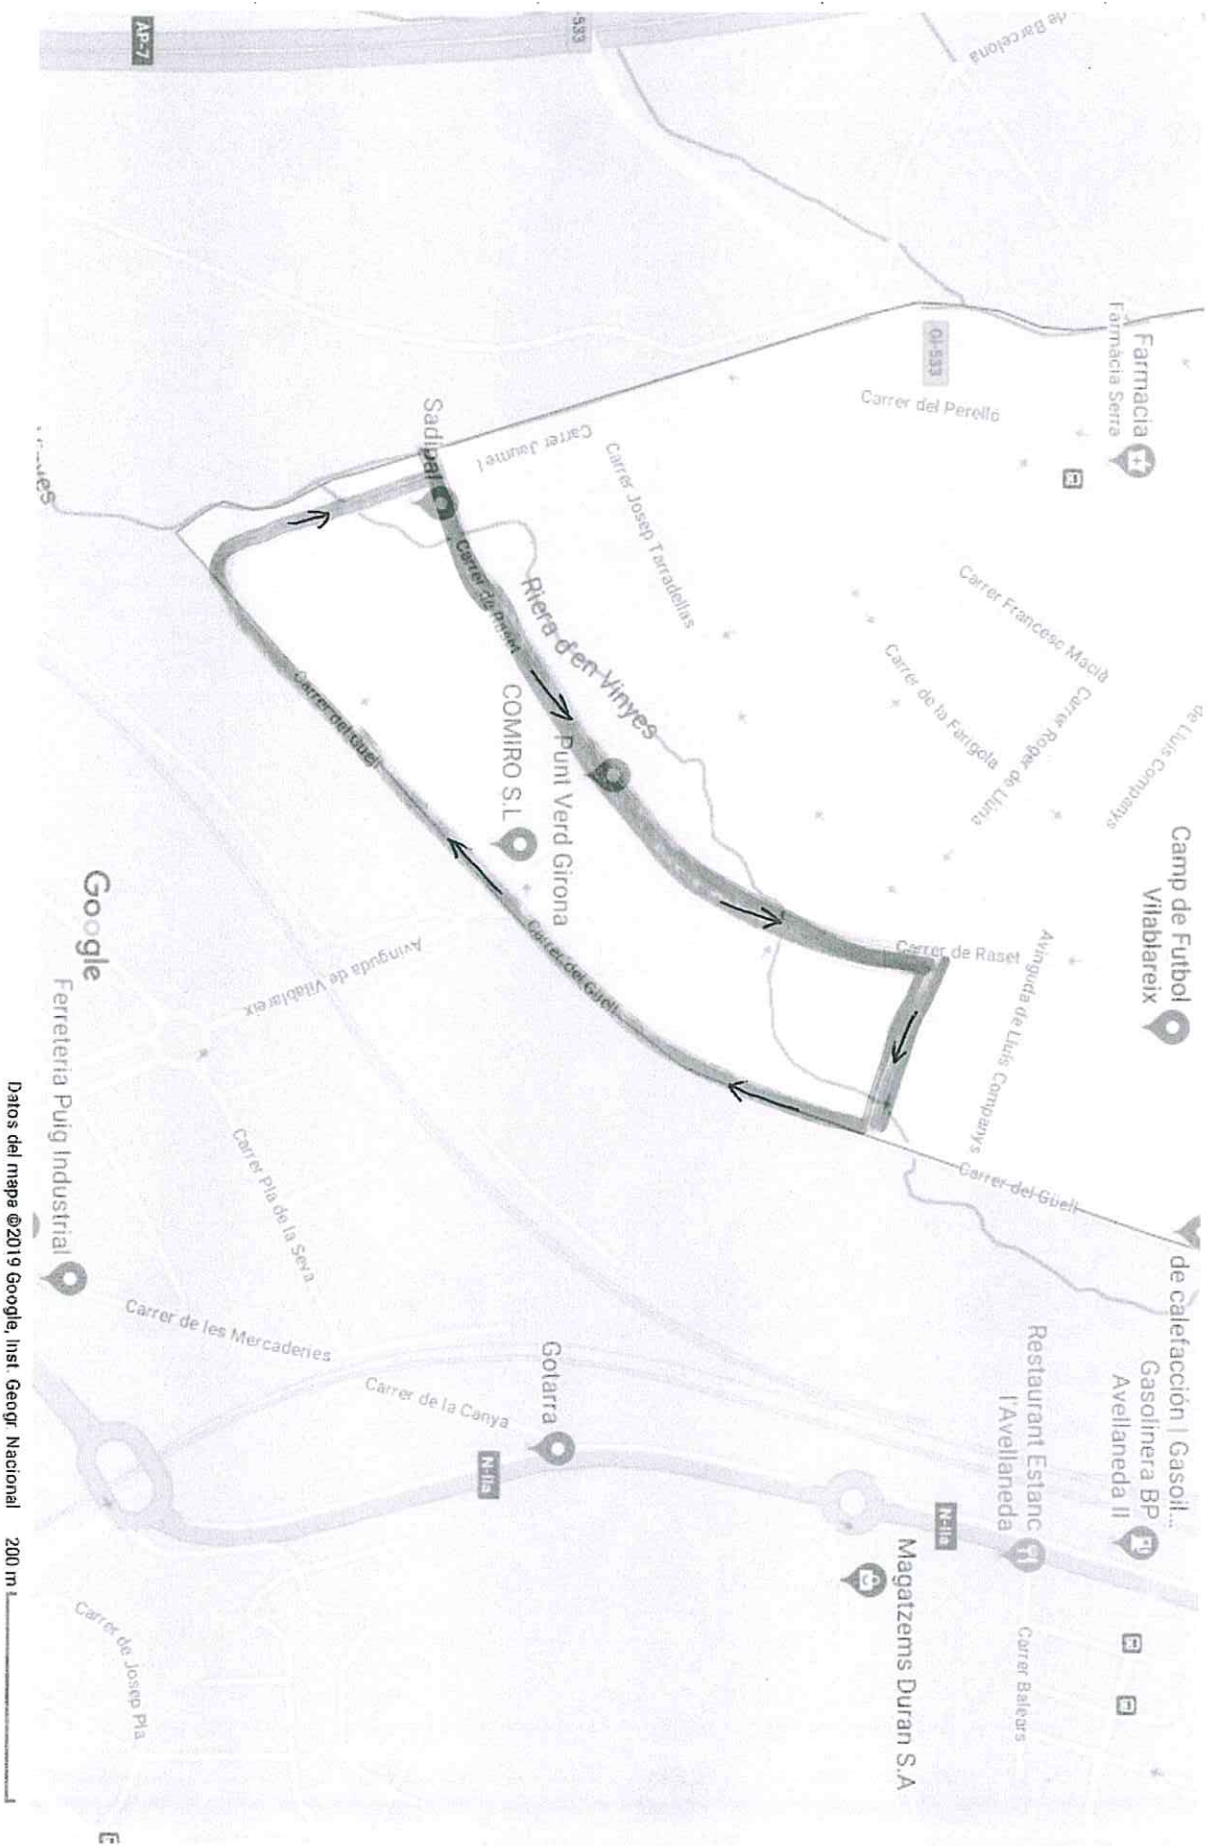 AP-7
-533
de Barcelona
GI-533
Farmacia
Farmàcia Serra
Carrer del Perelló
Sadipal
Carrer Jaume I
Carrer Josep Tarradellas
Carrer Francesc Macià
Carrer de la Farigola
Carrer Roger de Llúria
de Lluís Companys
Carrer de Raset
Riera d'en Vinyes
COMIRO S.L
Punt Verd Girona
Carrer del Güell
Camp de Futbol
Vilablareix
Carrer de Raset
Avinguda de Lluís Companys
Carrer del Güell
Carrer del Güell
Avinguda de Vilablareix
Google
Ferreteria Puig Industrial
Carrer Pla de la Seva
Carrer de les Mercaderies
Carrer de la Canya
Gotarra
N-IIa
N-IIa
Restaurant Estanc
l'Avellaneda
de calefacción | Gasoil...
Gasolinera BP
Avellaneda II
Magatzems Duran S.A
Carrer Balears
Carrer de Josep Pla
Datos del mapa ©2019 Google, Inst. Geogr. Nacional 200 m